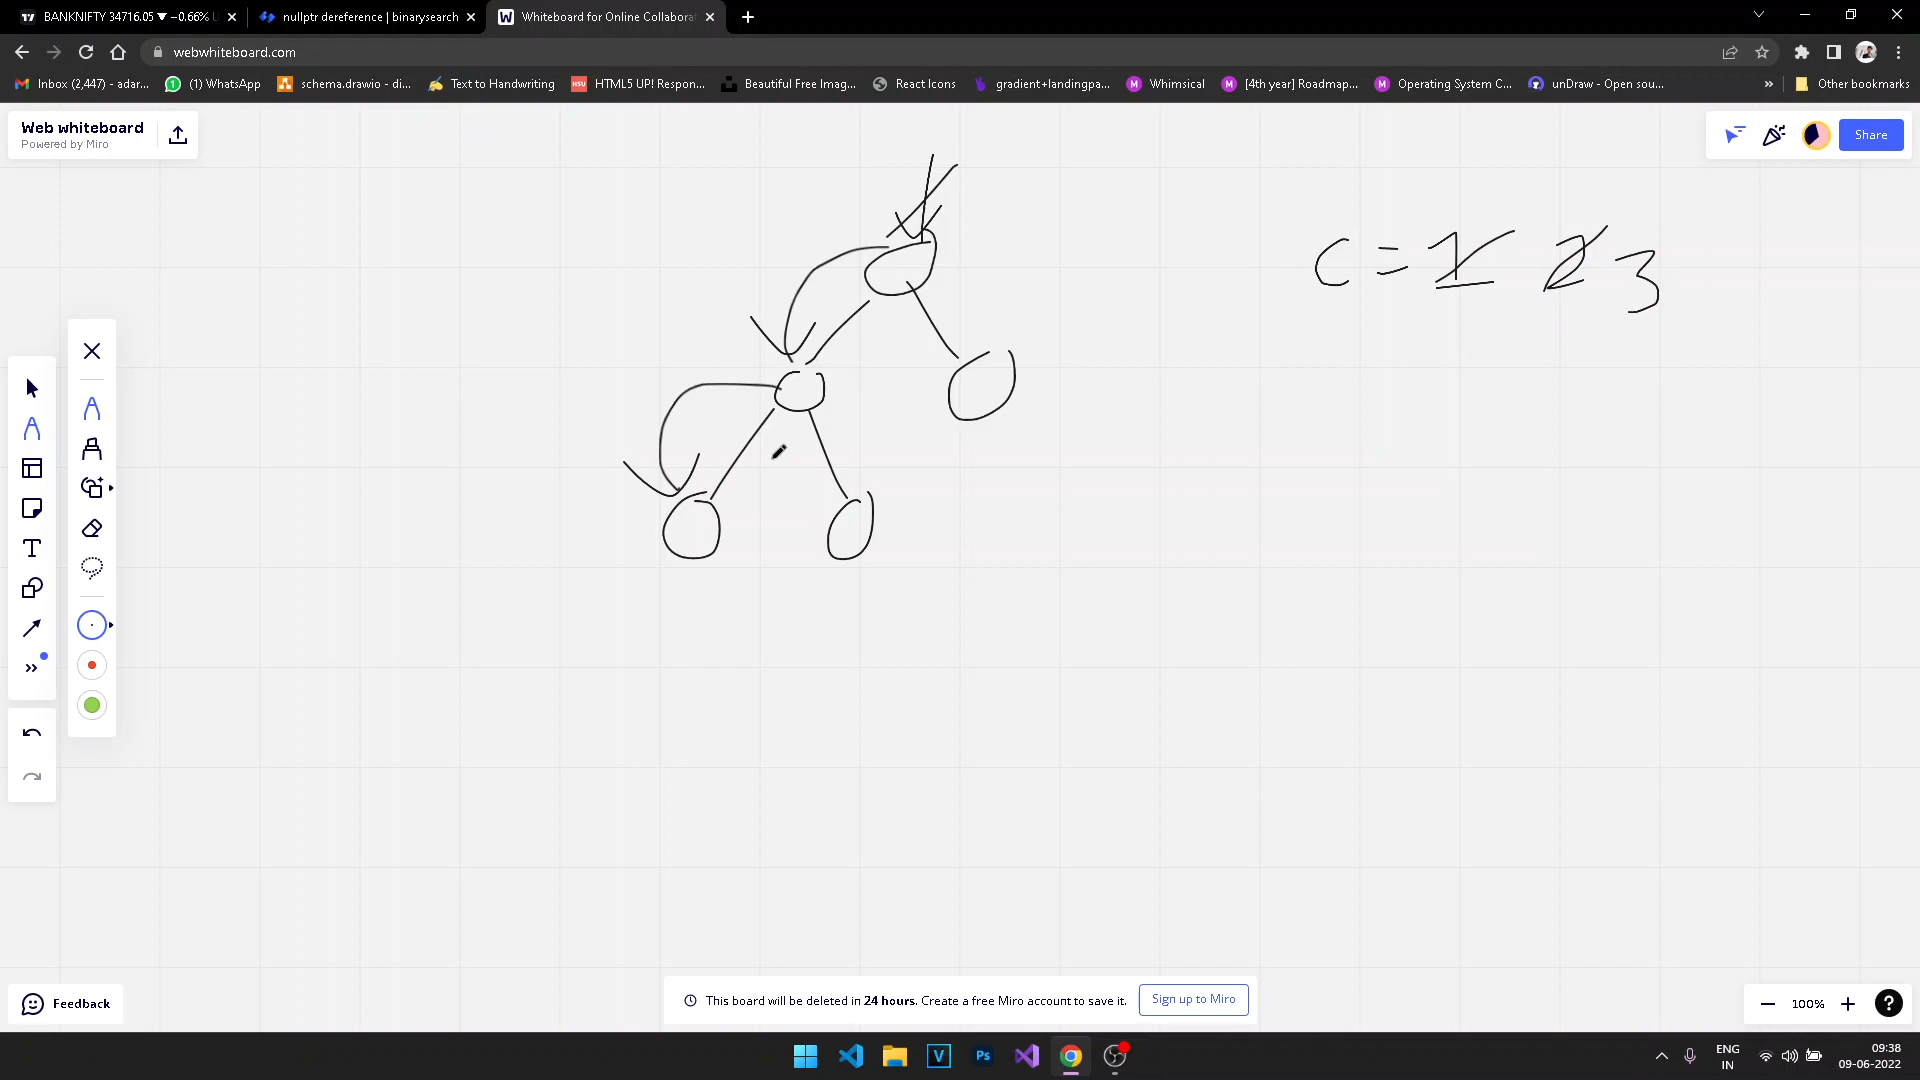 BANKNIFTY 34716.05 ▼ −0.66% U
nullptr dereference | binarysearch
Whiteboard for Online Collabora
webwhiteboard.com
Inbox (2,447) - adar...
(1) WhatsApp
schema.drawio - di...
Text to Handwriting
HTML5 UP! Respon...
Beautiful Free Imag...
React Icons
gradient+landingpa...
Whimsical
[4th year] Roadmap...
Operating System C...
unDraw - Open sou...
»
Other bookmarks
Web whiteboard
Powered by Miro
Share
C = 1 2 3
T
Feedback
This board will be deleted in 24 hours. Create a free Miro account to save it.
Sign up to Miro
100%
?
V
Ps
ENG
IN
09:38
09-06-2022